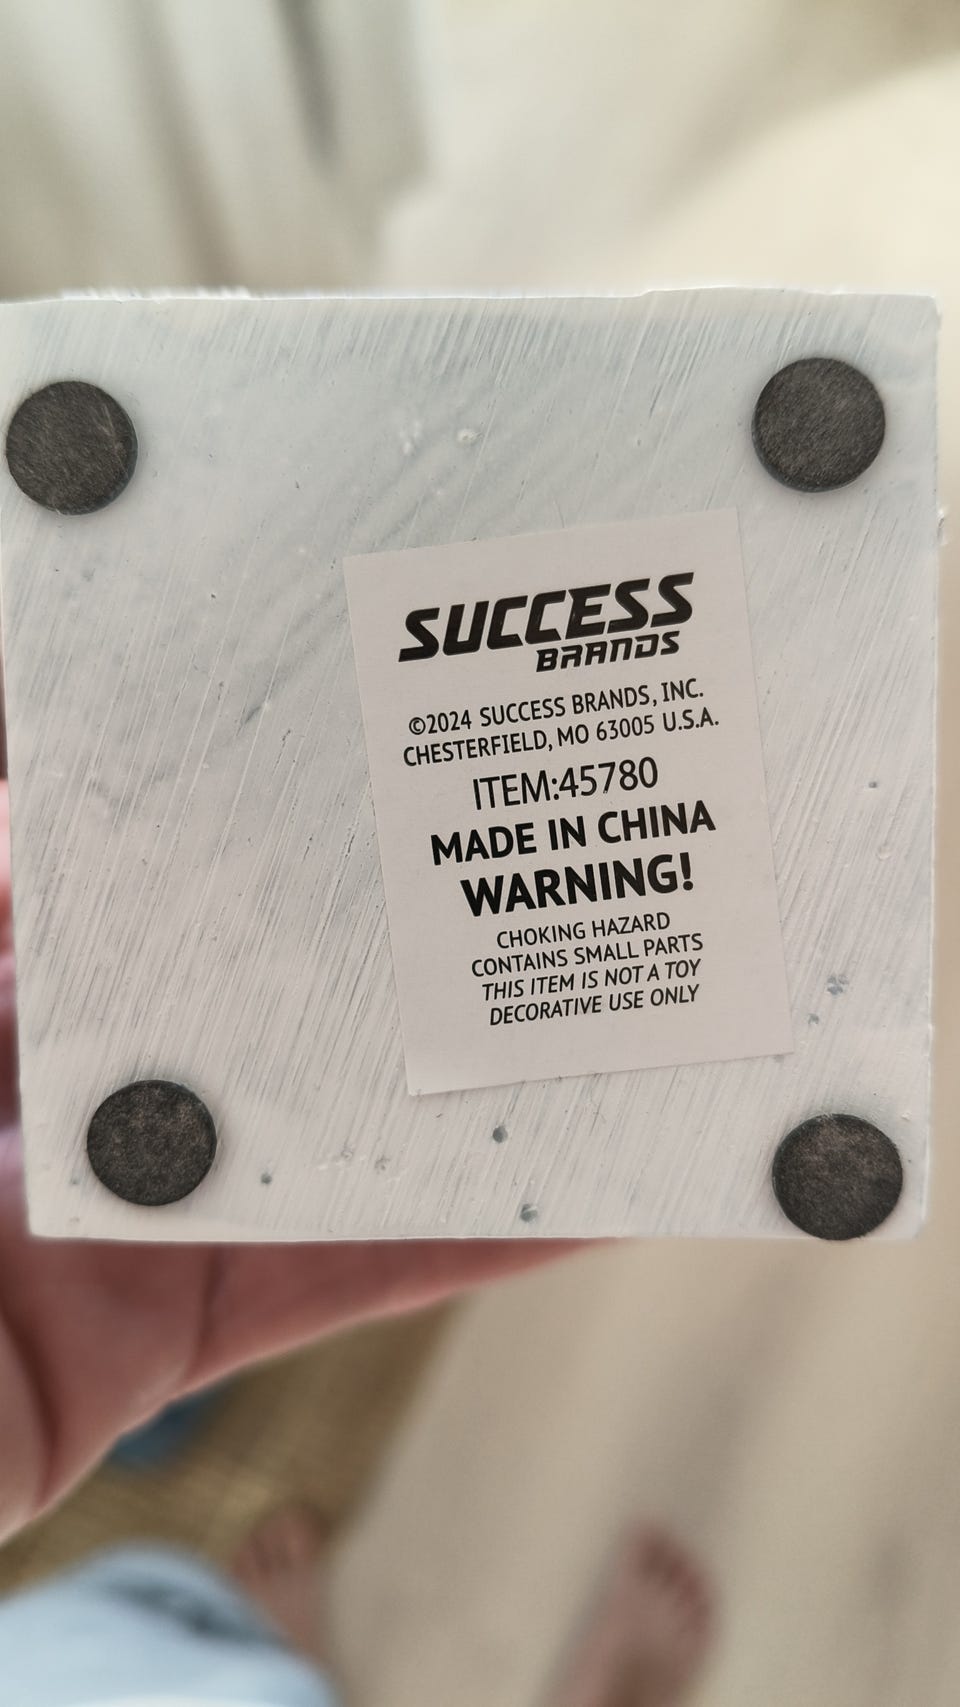 SUCCESS
BRANDS
©2024 SUCCESS BRANDS, INC.
CHESTERFIELD, MO 63005 U.S.A.
ITEM:45780
MADE IN CHINA
WARNING!
CHOKING HAZARD
CONTAINS SMALL PARTS
THIS ITEM IS NOT A TOY
DECORATIVE USE ONLY